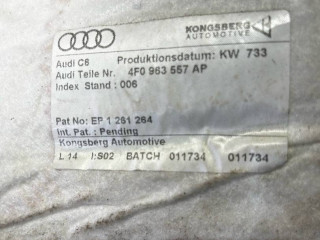 KONGSBERG
AUTOMOTIVE
Audi C6 Produktionsdatum: KW 733
Audi Teile Nr. 4F0 963 557 AP
Index Stand : 006
Pat No: EP 1 261 264
Int. Pat. : Pending
Kongsberg Automotive
L 14 I:S02 BATCH 011734 011734